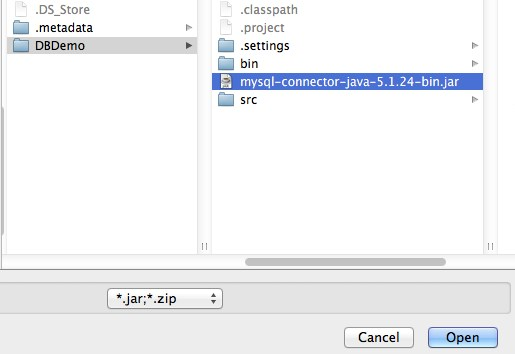 .DS_Store
.metadata
DBDemo
.classpath
.project
.settings
bin
mysql-connector-java-5.1.24-bin.jar
src
*.jar;*.zip
Cancel
Open